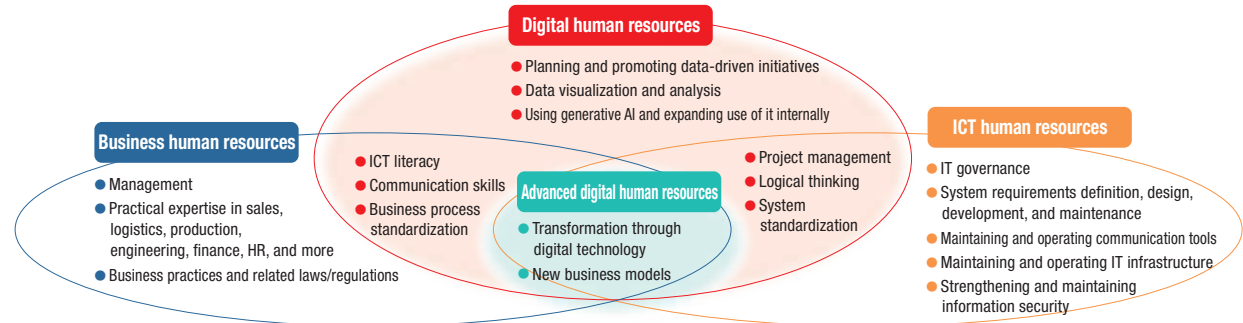 Digital human resources
● Planning and promoting data-driven initiatives
● Data visualization and analysis
● Using generative AI and expanding use of it internally
Business human resources
● Management
● Practical expertise in sales,
logistics, production,
engineering, finance, HR, and more
● Business practices and related laws/regulations
● ICT literacy
● Communication skills
● Business process
standardization
Advanced digital human resources
● Transformation through
digital technology
● New business models
● Project management
● Logical thinking
● System
standardization
ICT human resources
● IT governance
● System requirements definition, design,
development, and maintenance
● Maintaining and operating communication tools
● Maintaining and operating IT infrastructure
● Strengthening and maintaining
information security